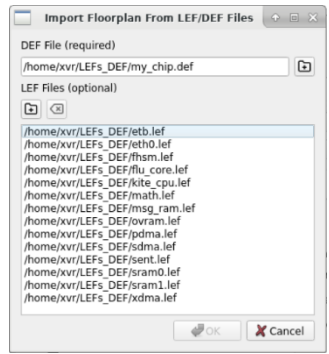 Import Floorplan From LEF/DEF Files
DEF File (required)
/home/xvr/LEFs_DEF/my_chip.def
LEF Files (optional)
/home/xvr/LEFs_DEF/etb.lef
/home/xvr/LEFs_DEF/eth0.lef
/home/xvr/LEFs_DEF/fhsm.lef
/home/xvr/LEFs_DEF/flu_core.lef
/home/xvr/LEFs_DEF/kite_cpu.lef
/home/xvr/LEFs_DEF/math.lef
/home/xvr/LEFs_DEF/msg_ram.lef
/home/xvr/LEFs_DEF/ovram.lef
/home/xvr/LEFs_DEF/pdma.lef
/home/xvr/LEFs_DEF/sdma.lef
/home/xvr/LEFs_DEF/sent.lef
/home/xvr/LEFs_DEF/sram0.lef
/home/xvr/LEFs_DEF/sram1.lef
/home/xvr/LEFs_DEF/xdma.lef
OK Cancel